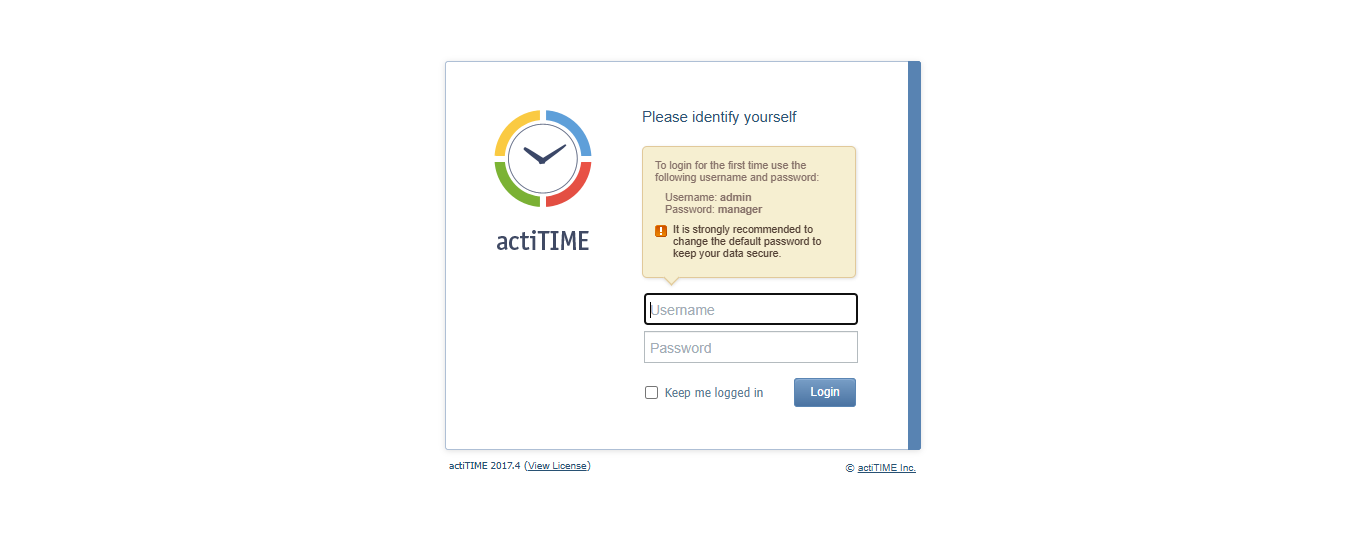 Please identify yourself
To login for the first time use the
following username and password:
Username: admin
Password: manager
It is strongly recommended to
change the default password to
keep your data secure.
actiTIME
Username
Password
Keep me logged in
Login
actiTIME 2017.4 (View License)
© actiTIME Inc.